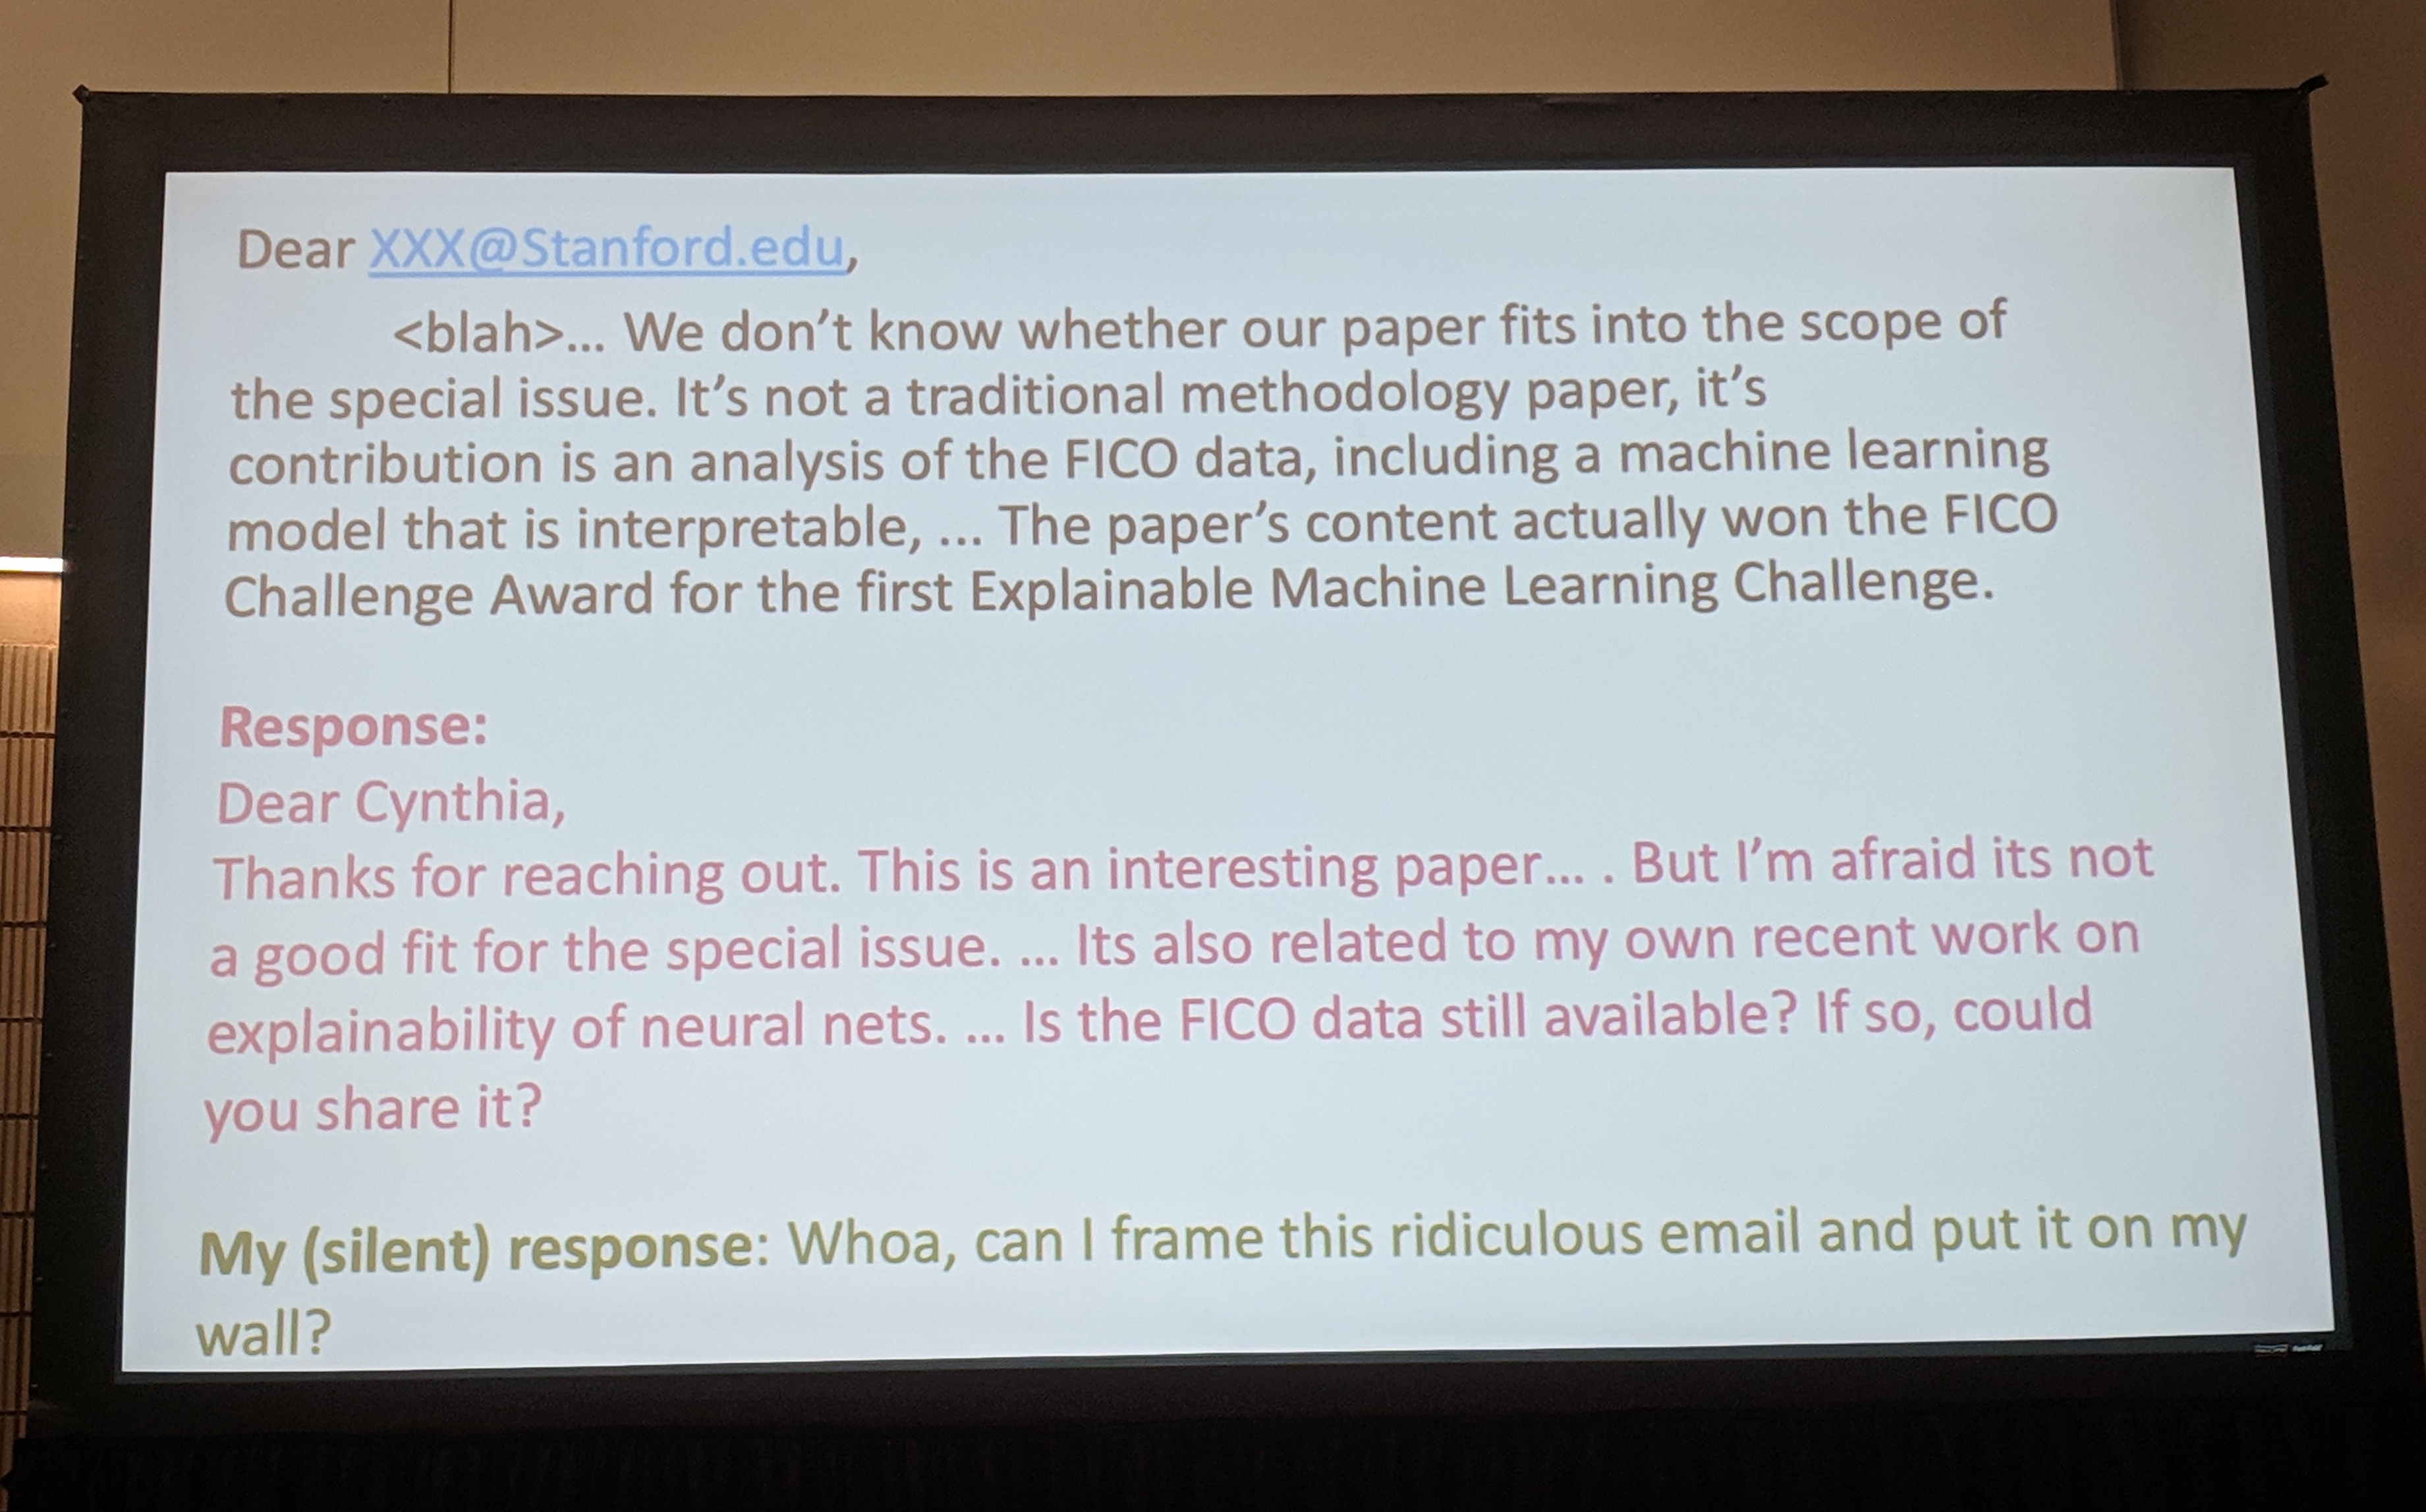 Dear XXX@Stanford.edu,
<blah>... We don't know whether our paper fits into the scope of
the special issue. It's not a traditional methodology paper, it's
contribution is an analysis of the FICO data, including a machine learning
model that is interpretable, ... The paper's content actually won the FICO
Challenge Award for the first Explainable Machine Learning Challenge.
Response:
Dear Cynthia,
Thanks for reaching out. This is an interesting paper... . But I'm afraid its not
a good fit for the special issue. ... Its also related to my own recent work on
explainability of neural nets. ... Is the FICO data still available? If so, could
you share it?
My (silent) response: Whoa, can I frame this ridiculous email and put it on my
wall?